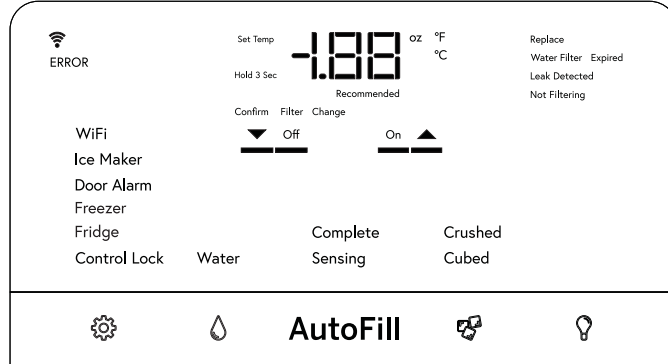 Set Temp -1.88 oz °F Replace
ERROR °C Water Filter Expired
Hold 3 Sec Leak Detected
Recommended Not Filtering
Confirm Filter Change
WiFi Off On
Ice Maker
Door Alarm
Freezer
Fridge Complete Crushed
Control Lock Water Sensing Cubed
AutoFill